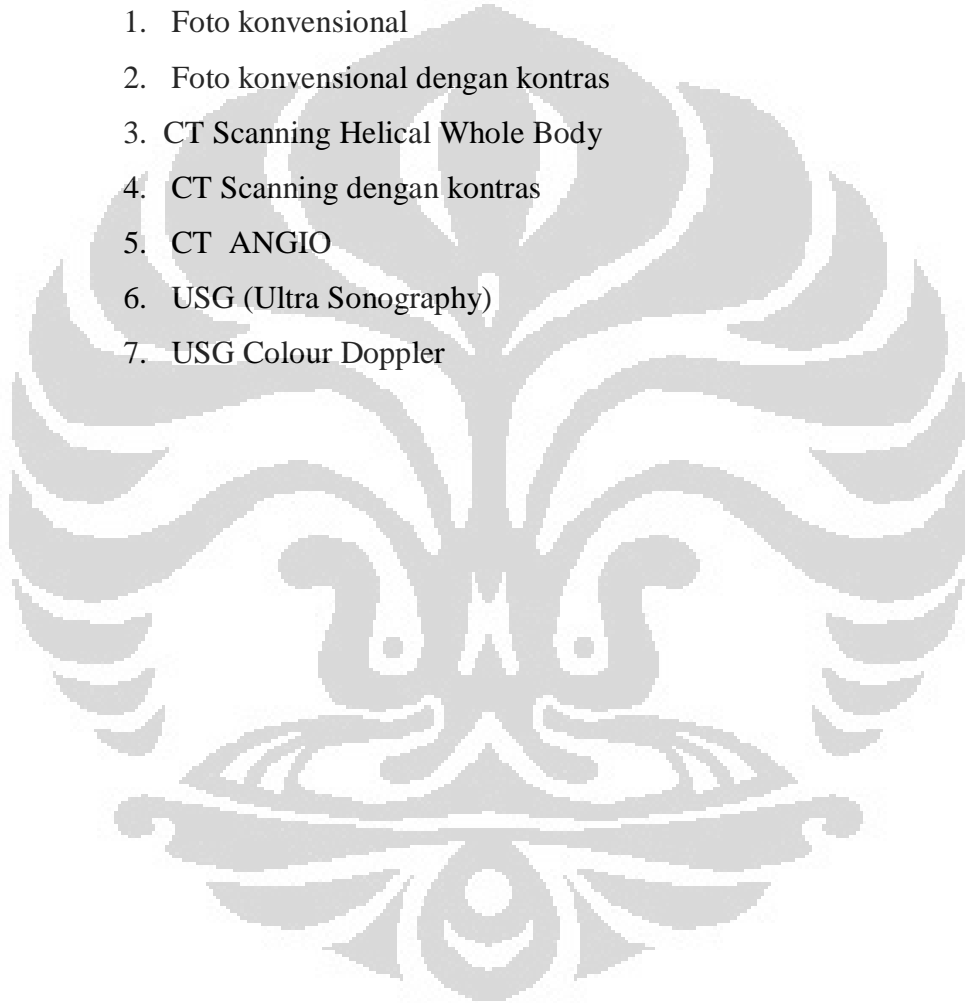 1. Foto konvensional
2. Foto konvensional dengan kontras
3. CT Scanning Helical Whole Body
4. CT Scanning dengan kontras
5. CT ANGIO
6. USG (Ultra Sonography)
7. USG Colour Doppler